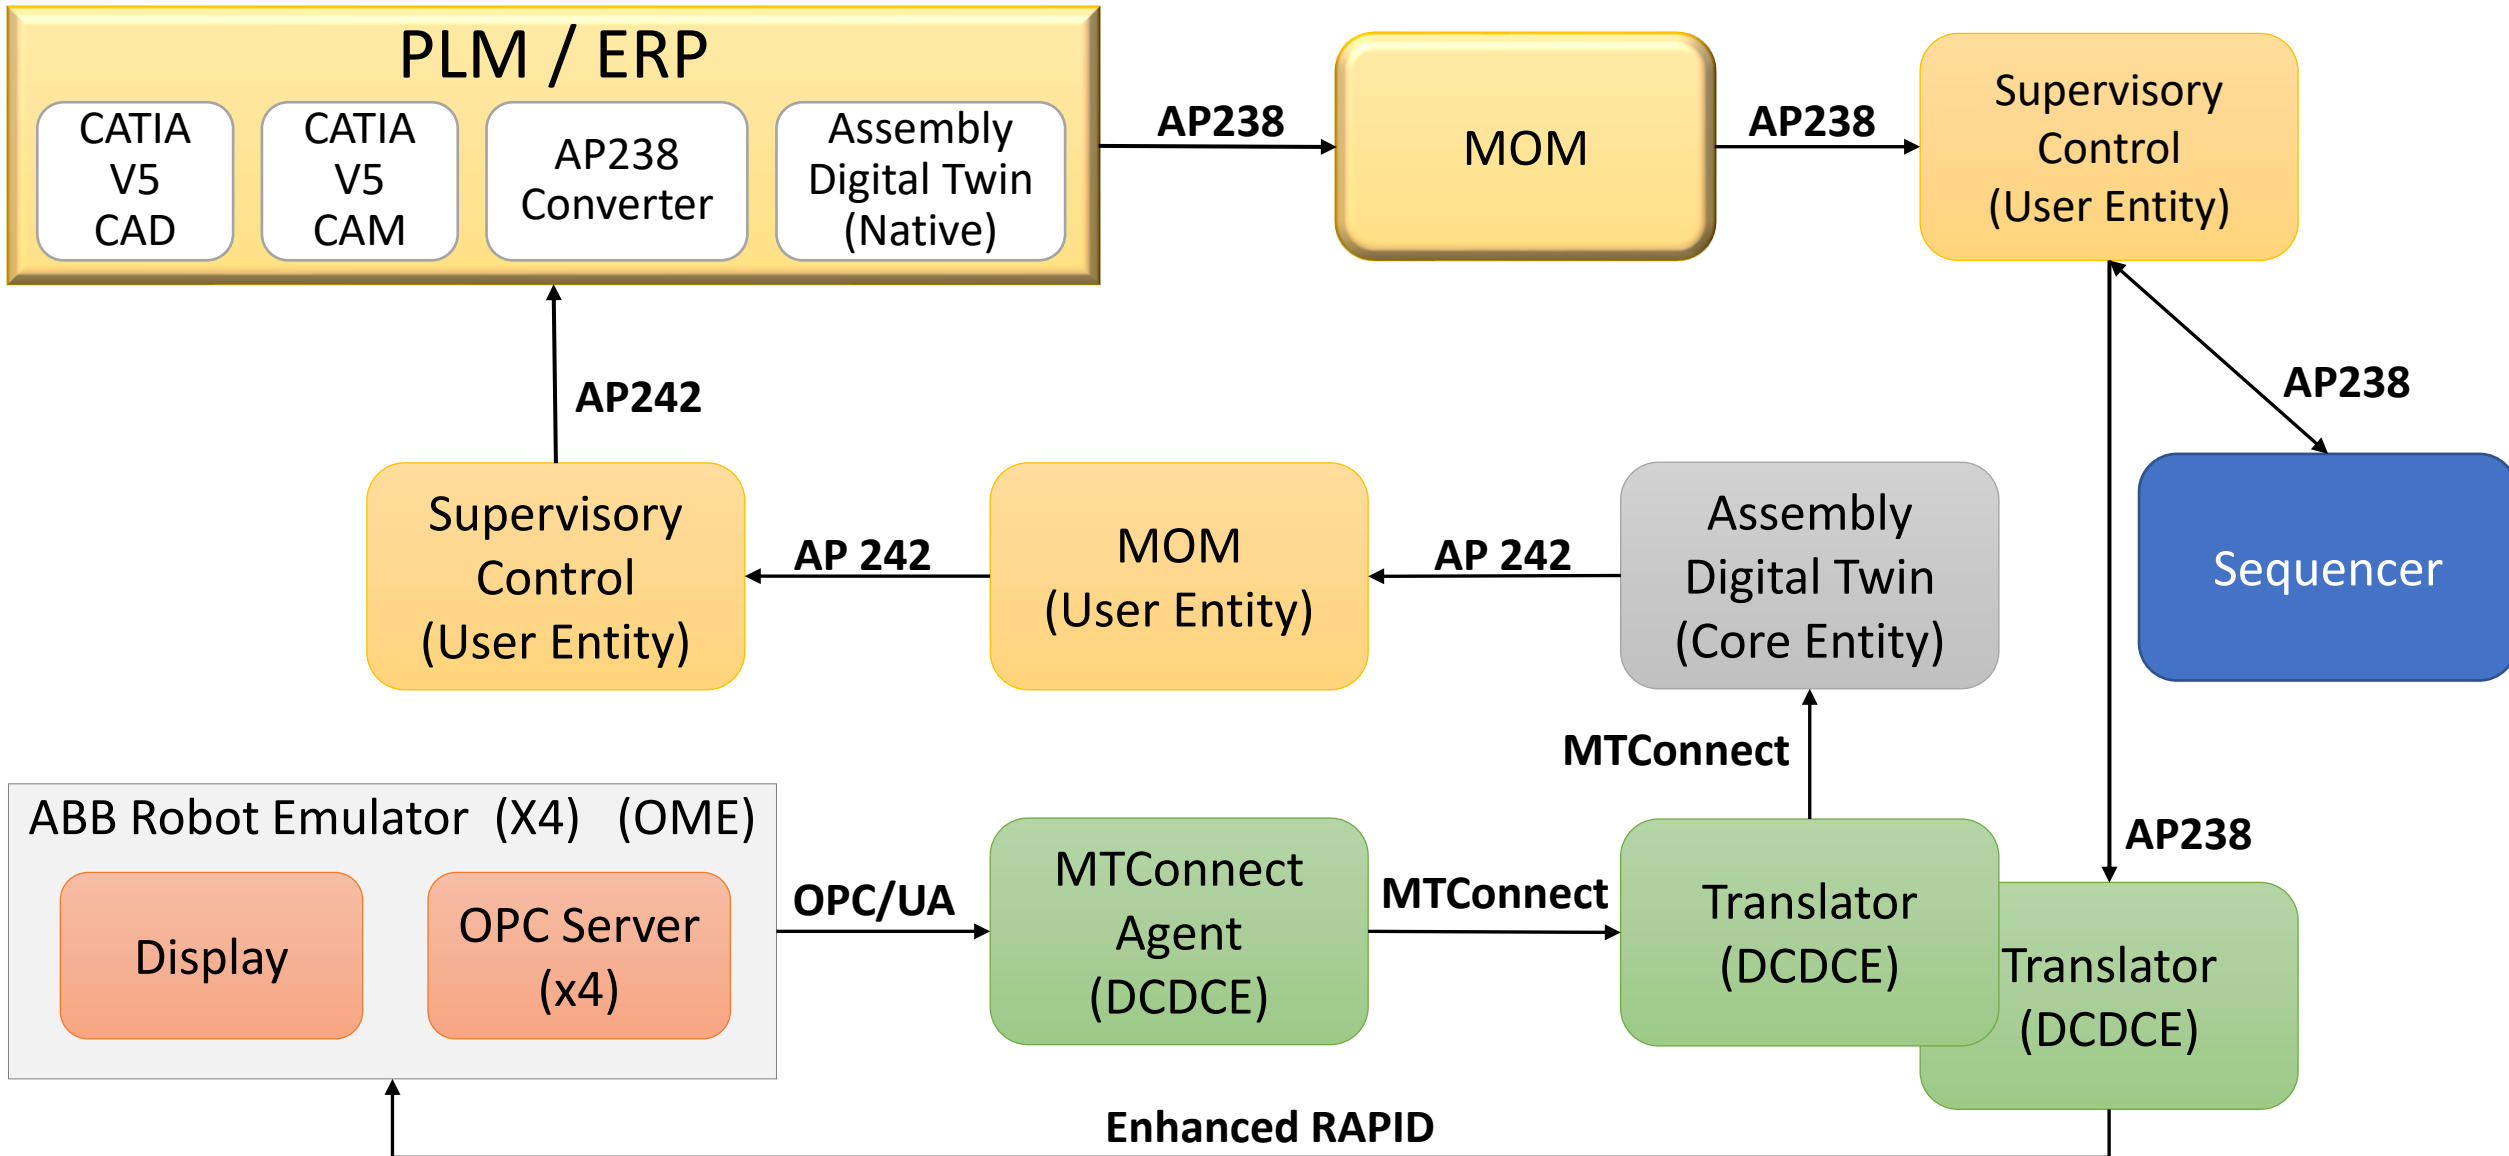 PLM / ERP
CATIA
V5
CAD
CATIA
V5
CAM
AP238
Converter
Assembly
Digital Twin
(Native)
AP238
MOM
AP238
Supervisory
Control
(User Entity)
AP242
AP238
Supervisory
Control
(User Entity)
AP 242
MOM
(User Entity)
AP 242
Assembly
Digital Twin
(Core Entity)
Sequencer
MTConnect
AP238
ABB Robot Emulator (X4) (OME)
Display
OPC Server
(x4)
OPC/UA
MTConnect
Agent
(DCDCE)
MTConnect
Translator
(DCDCE)
Translator
(DCDCE)
Enhanced RAPID